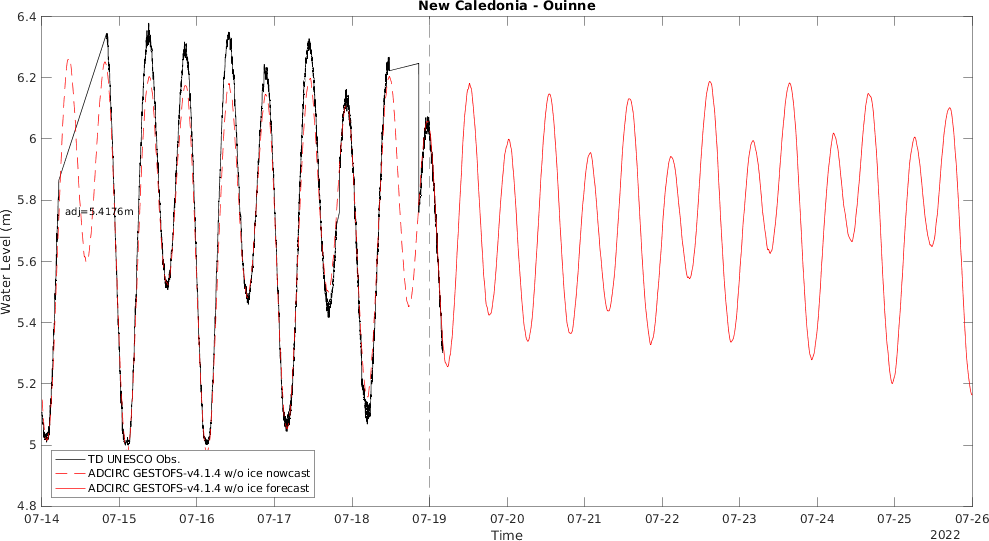 New Caledonia - Ouinne
6.4
6.2
6
5.8
5.6
5.4
5.2
5
4.8
Water Level (m)
adj=5.4176m
TD UNESCO Obs.
ADCIRC GESTOFS-v4.1.4 w/o ice nowcast
ADCIRC GESTOFS-v4.1.4 w/o ice forecast
07-14 07-15 07-16 07-17 07-18 07-19 07-20 07-21 07-22 07-23 07-24 07-25 07-26
Time
2022